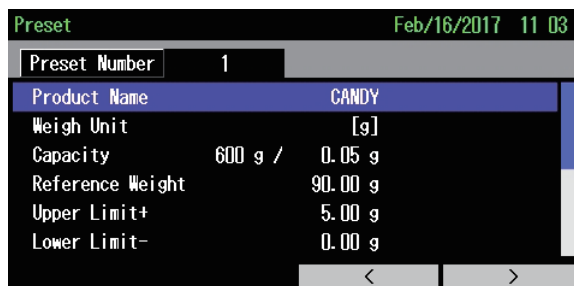 Preset Feb/16/2017 11 03
Preset Number 1
Product Name CANDY
Weigh Unit [g]
Capacity 600 g / 0.05 g
Reference Weight 90.00 g
Upper Limit+ 5.00 g
Lower Limit- 0.00 g
< >